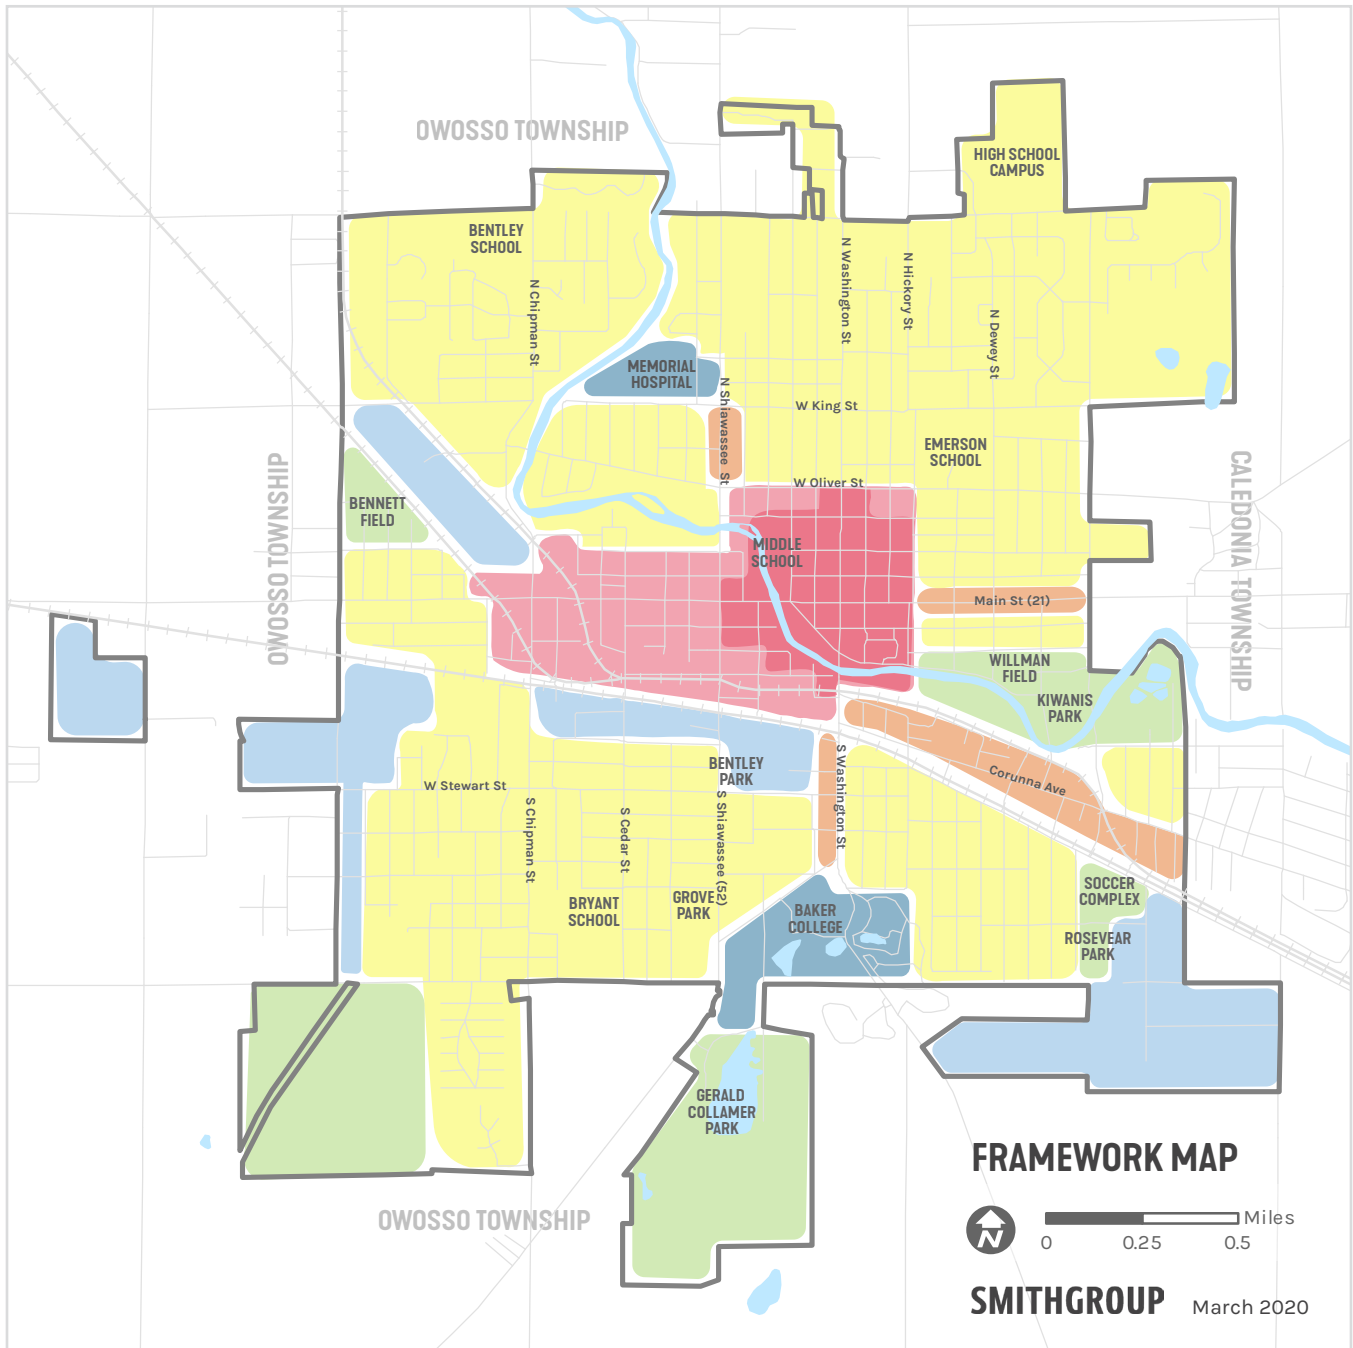 OWOSSO TOWNSHIP
HIGH SCHOOL
CAMPUS
BENTLEY
SCHOOL
N Chipman St
N Washington St
N Hickory St
N Dewey St
MEMORIAL
HOSPITAL
N Shiawassee St
W King St
EMERSON
SCHOOL
W Oliver St
BENNETT
FIELD
OWOSSO TOWNSHIP
CALEDONIA TOWNSHIP
MIDDLE
SCHOOL
Main St (21)
WILLMAN
FIELD
KIWANIS
PARK
BENTLEY
PARK
W Stewart St
Corunna Ave
S Chipman St
S Cedar St
S Shiawassee (52)
S Washington St
SOCCER
COMPLEX
BRYANT
SCHOOL
GROVE
PARK
BAKER
COLLEGE
ROSEVEAR
PARK
GERALD
COLLAMER
PARK
OWOSSO TOWNSHIP
FRAMEWORK MAP
N
Miles
0 0.25 0.5
SMITHGROUP March 2020